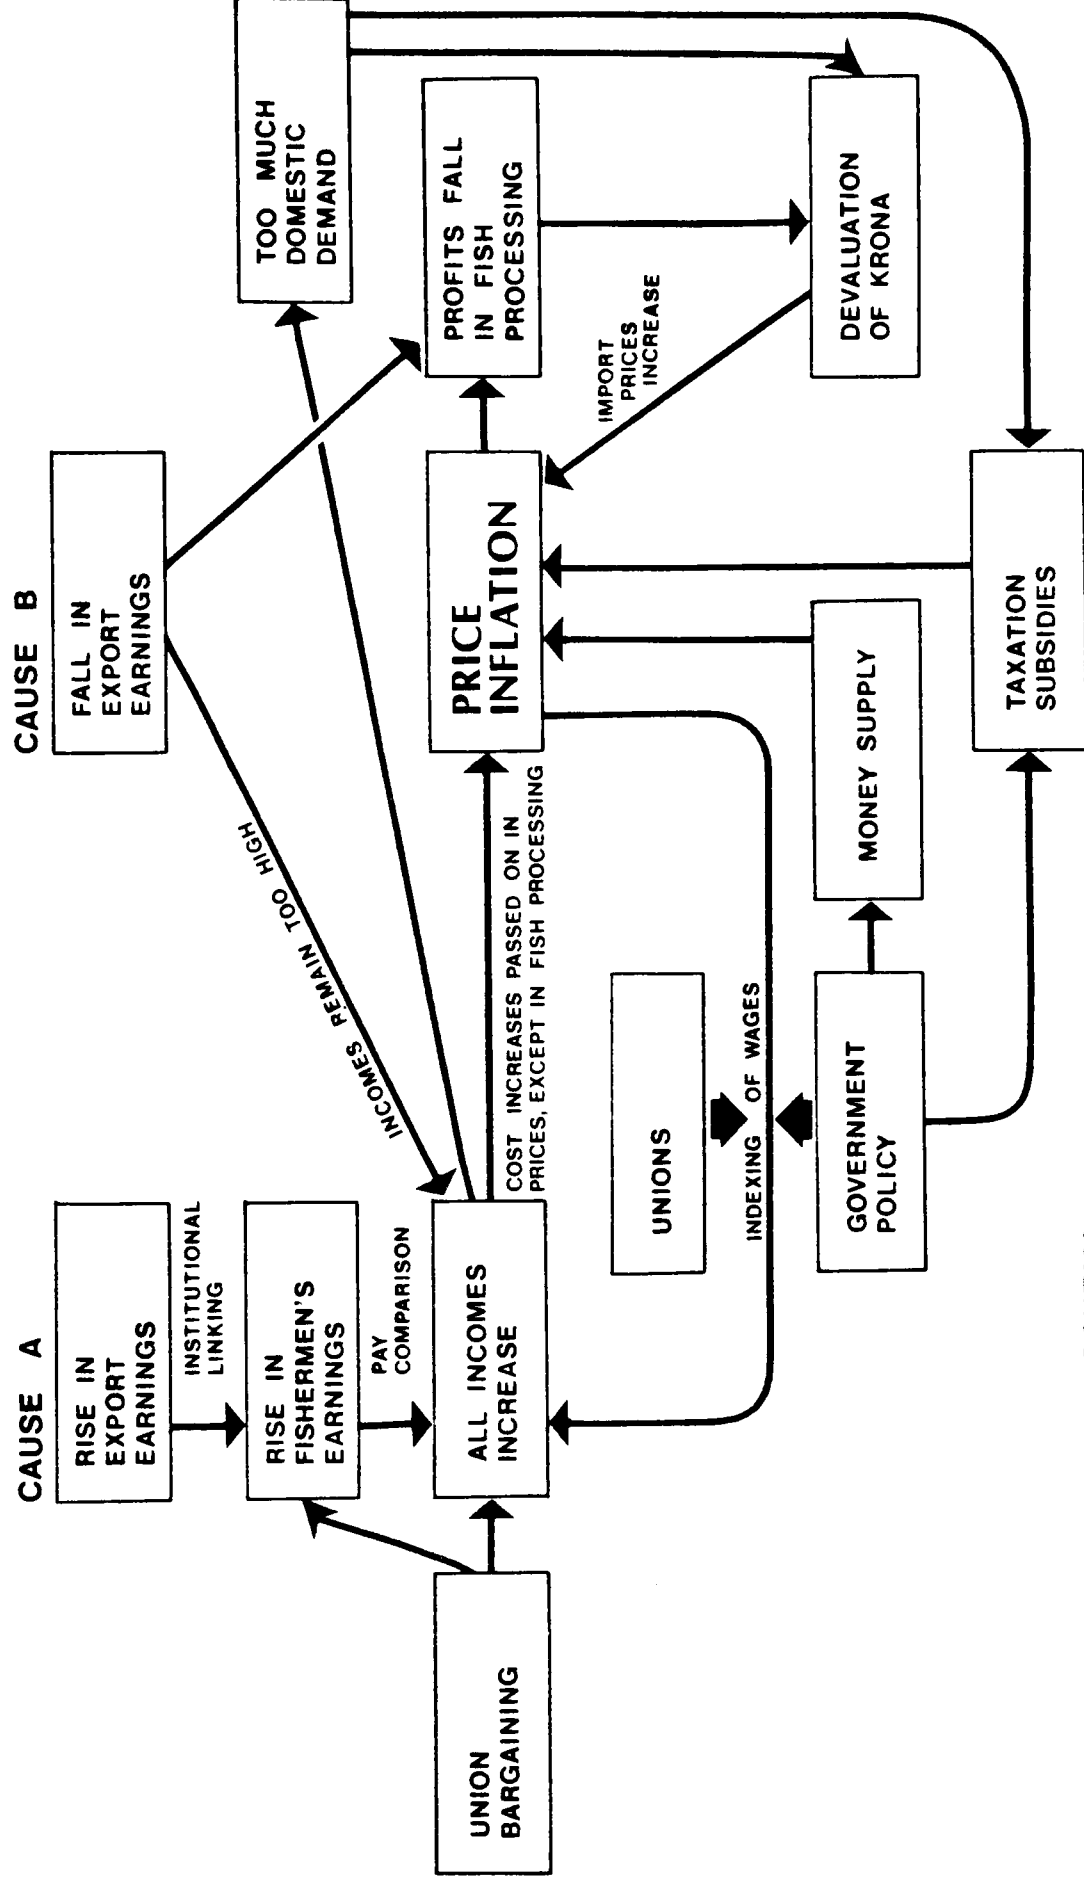 CAUSE A
CAUSE B
RISE IN
EXPORT
EARNINGS
FALL IN
EXPORT
EARNINGS
INSTITUTIONAL
LINKING
INCOMES REMAIN TOO HIGH
TOO MUCH
DOMESTIC
DEMAND
RISE IN
FISHERMEN'S
EARNINGS
PAY
COMPARISON
UNION
BARGAINING
ALL INCOMES
INCREASE
COST INCREASES PASSED ON IN
PRICES, EXCEPT IN FISH PROCESSING
PRICE
INFLATION
PROFITS FALL
IN FISH
PROCESSING
IMPORT
PRICES
INCREASE
UNIONS
INDEXING OF WAGES
GOVERNMENT
POLICY
MONEY SUPPLY
DEVALUATION
OF KRONA
TAXATION
SUBSIDIES